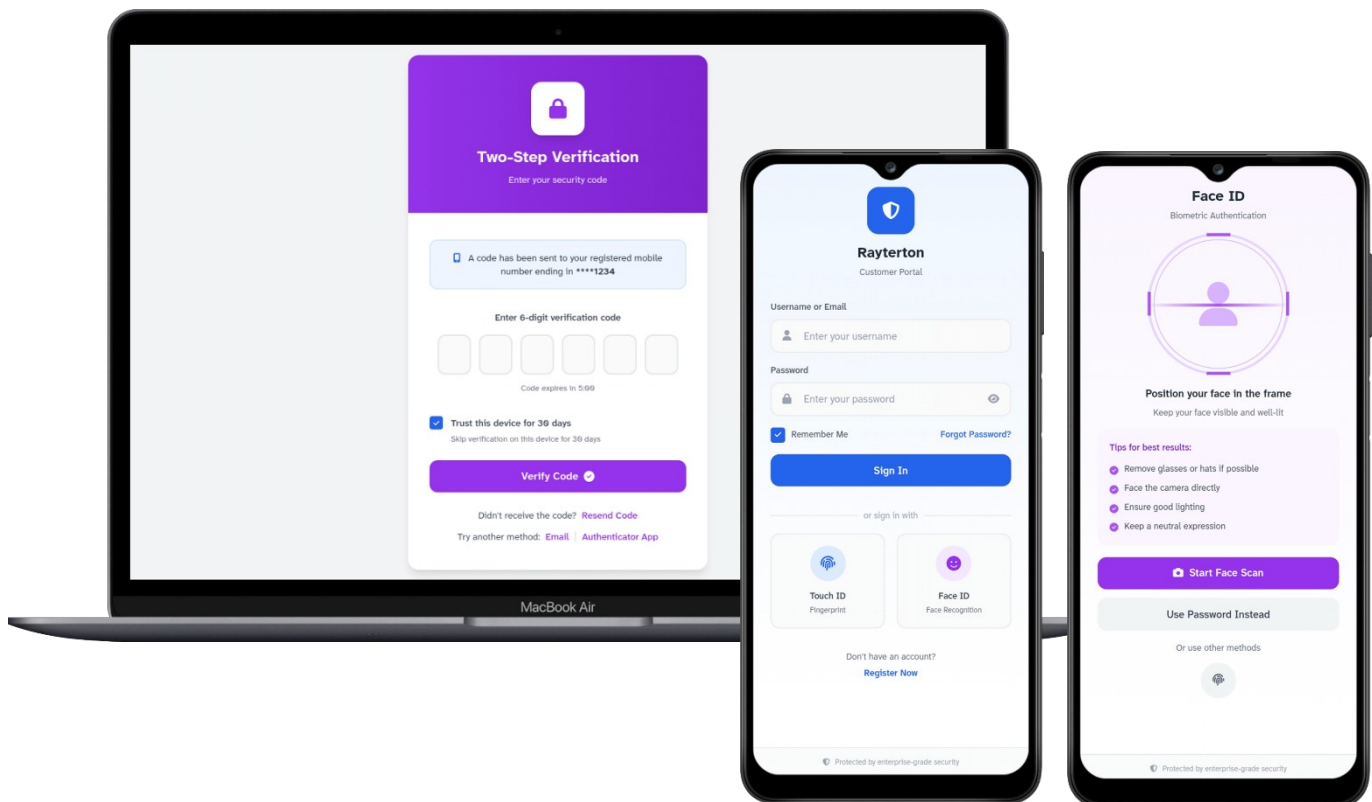 Two-Step Verification
Enter your security code
A code has been sent to your registered mobile
number ending in ****1234
Enter 6-digit verification code
Code expires in 5:00
Trust this device for 30 days
Skip verification on this device for 30 days
Verify Code
Didn't receive the code? Resend Code
Try another method: Email | Authenticator App
MacBook Air
Rayterton
Customer Portal
Username or Email
Enter your username
Password
Enter your password
Remember Me
Forgot Password?
Sign In
or sign in with
Touch ID
Fingerprint
Face ID
Face Recognition
Don't have an account?
Register Now
Protected by enterprise-grade security
Face ID
Biometric Authentication
Position your face in the frame
Keep your face visible and well-lit
Tips for best results:
Remove glasses or hats if possible
Face the camera directly
Ensure good lighting
Keep a neutral expression
Start Face Scan
Use Password Instead
Or use other methods
Protected by enterprise-grade security